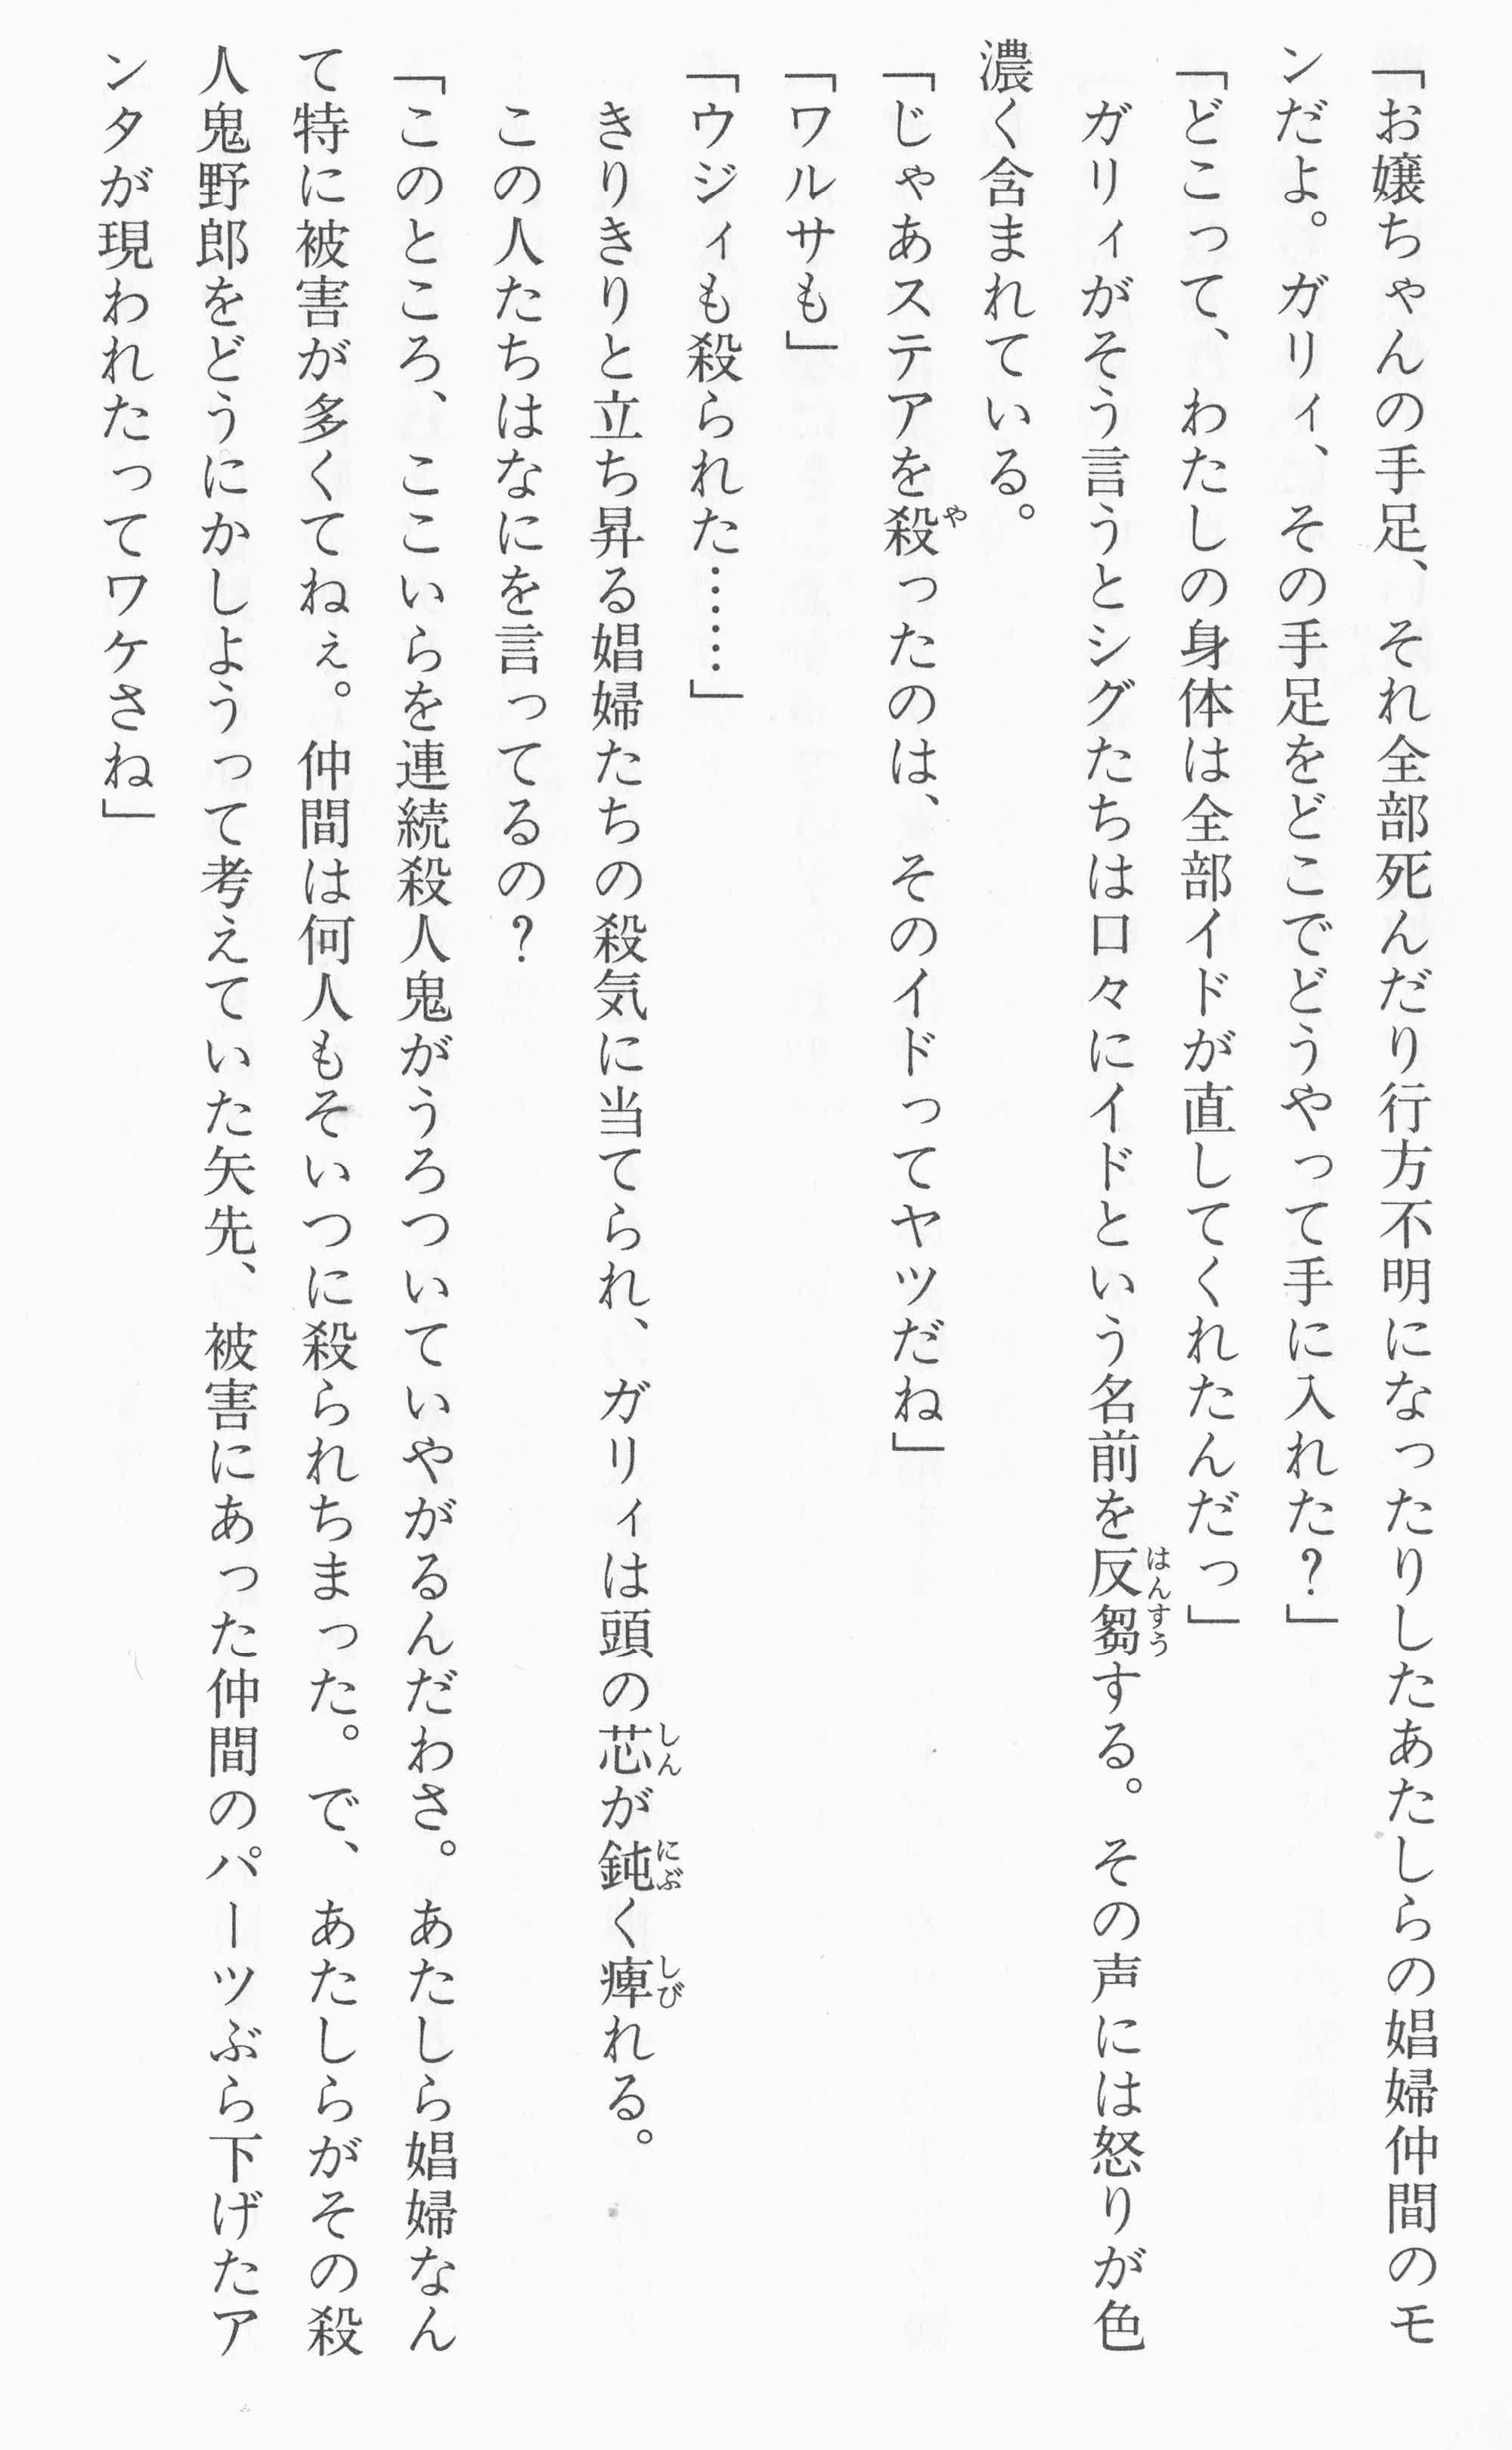 「お嬢ちゃんの手足、それ全部死んだり行方不明になったりしたあたしらの娼婦仲間のモ
ンだよ。ガリィ、その手足をどこでどうやって手に入れた？」
「どこって、わたしの身体は全部イドが直してくれたんだっ」
　ガリィがそう言うとシグたちは口々にイドという名前を反芻する。その声には怒りが色
濃く含まれている。
「じゃあステアを殺ったのは、そのイドってヤツだね」
「ワルサも」
「ウジィも殺られた……」
　きりきりと立ち昇る娼婦たちの殺気に当てられ、ガリィは頭の芯が鈍く痺れる。
　この人たちはなにを言ってるの？
「このところ、ここいらを連続殺人鬼がうろついていやがるんだわさ。あたしら娼婦なん
て特に被害が多くてねぇ。仲間は何人もそいつに殺られちまった。で、あたしらがその殺
人鬼野郎をどうにかしようって考えていた矢先、被害にあった仲間のパーツぶら下げたア
ンタが現われたってワケさね」